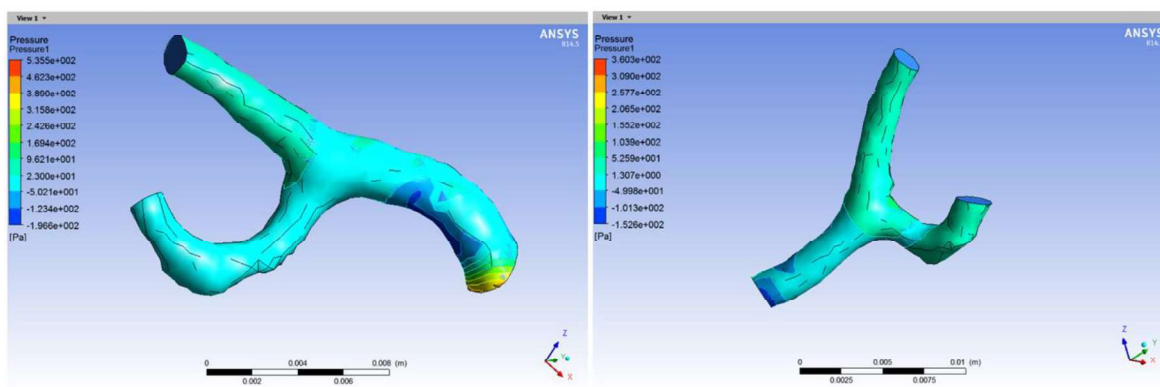 View 1
ANSYS
R14.5
Pressure
Pressure1
5.355e+002
4.623e+002
3.890e+002
3.158e+002
2.426e+002
1.694e+002
9.621e+001
2.300e+001
-5.021e+001
-1.234e+002
-1.966e+002
[Pa]
Z
Y
X
0
0.004
0.008 (m)
0.002
0.006
View 1
ANSYS
R14.5
Pressure
Pressure1
3.603e+002
3.090e+002
2.577e+002
2.065e+002
1.552e+002
1.039e+002
5.259e+001
1.307e+000
-4.998e+001
-1.013e+002
-1.526e+002
[Pa]
Z
Y
X
0
0.005
0.01 (m)
0.0025
0.0075